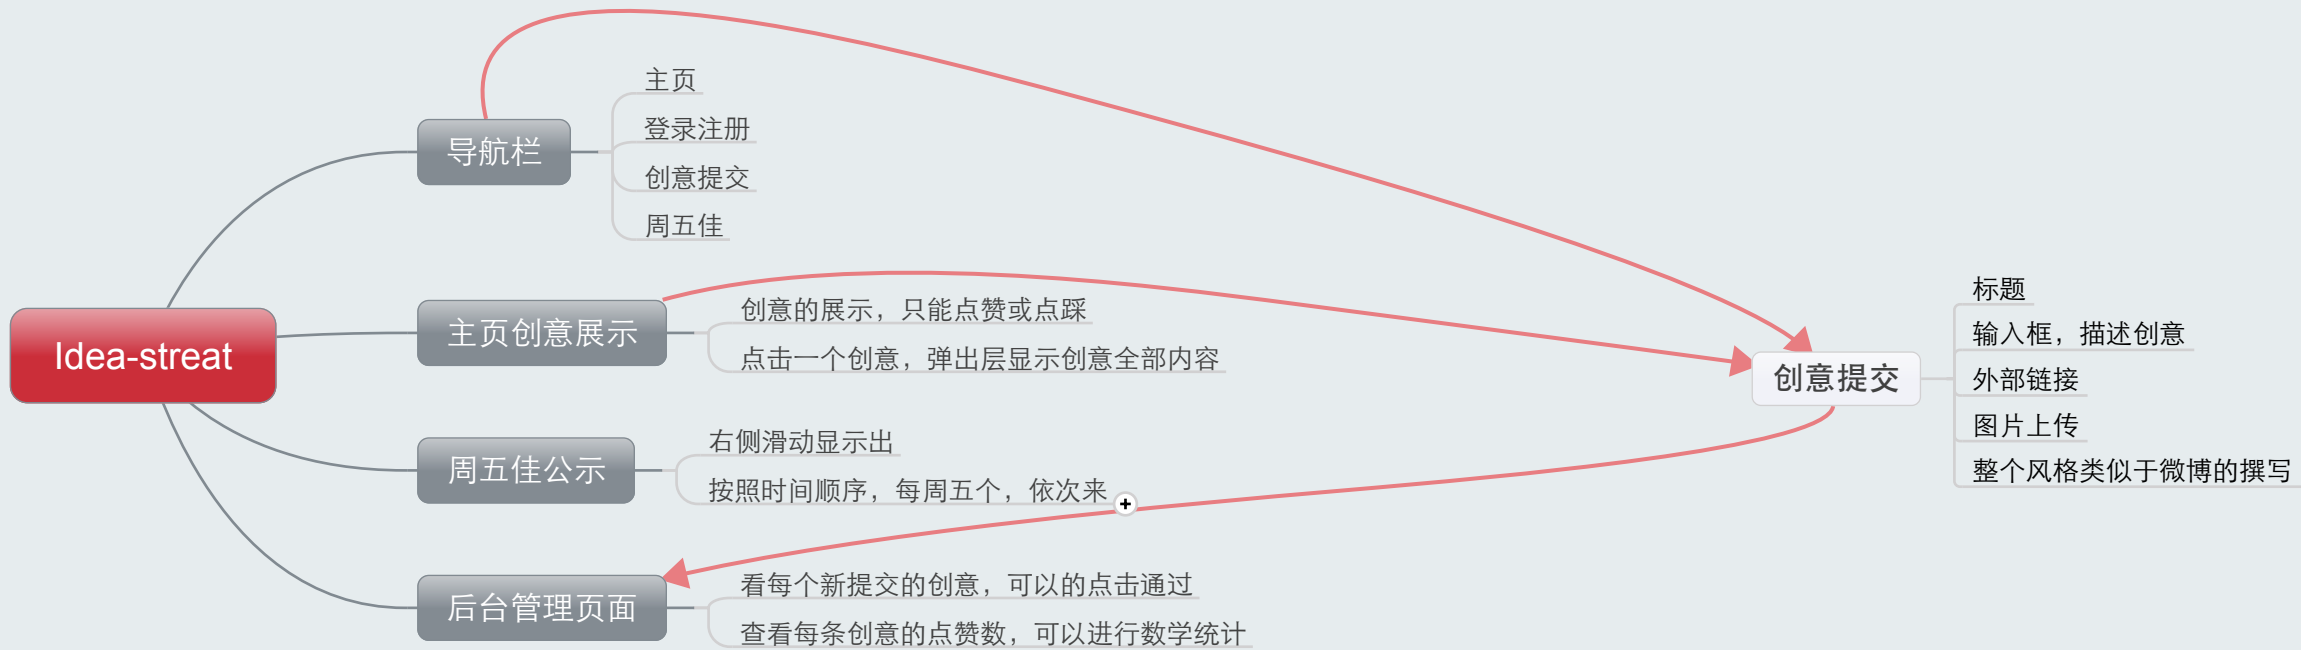 Idea-streat
导航栏
主页
登录注册
创意提交
周五佳
主页创意展示
创意的展示，只能点赞或点踩
点击一个创意，弹出层显示创意全部内容
周五佳公示
右侧滑动显示出
按照时间顺序，每周五个，依次来
后台管理页面
看每个新提交的创意，可以的点击通过
查看每条创意的点赞数，可以进行数学统计
创意提交
标题
输入框，描述创意
外部链接
图片上传
整个风格类似于微博的撰写